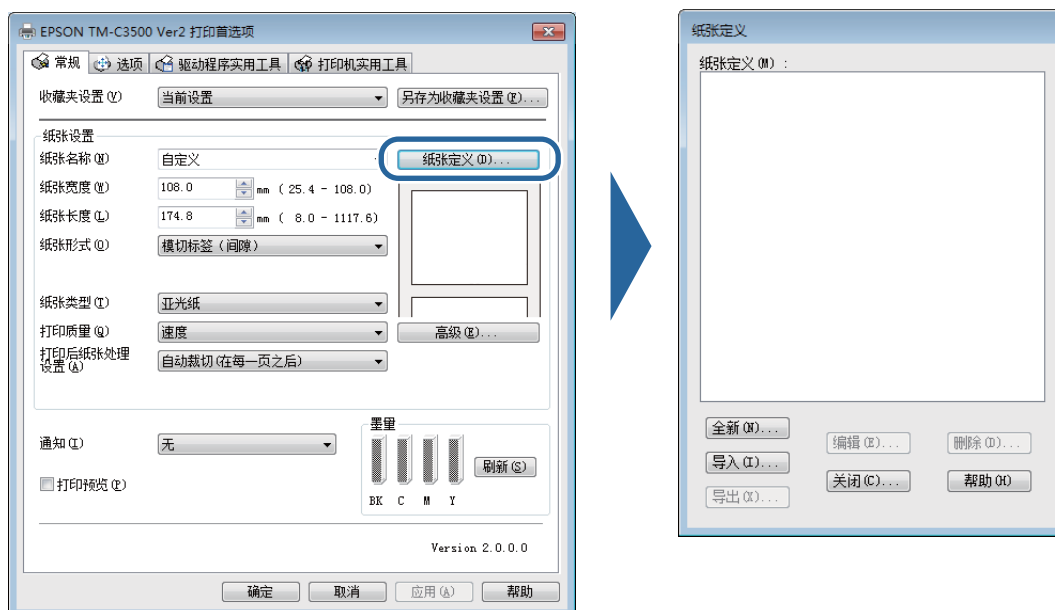 EPSON TM-C3500 Ver2 打印首选项
常规 选项 驱动程序实用工具 打印机实用工具
收藏夹设置(V) 当前设置 另存为收藏夹设置(F)...
纸张设置
纸张名称(N) 自定义 纸张定义(D)...
纸张宽度(W) 108.0 mm ( 25.4 - 108.0)
纸张长度(L) 174.8 mm ( 8.0 - 1117.6)
纸张形式(O) 模切标签（间隙）
纸张类型(T) 亚光纸
打印质量(Q) 速度 高级(E)...
打印后纸张处理
设置(A) 自动裁切(在每一页之后)
通知(I) 无
墨量
刷新(S)
BK C M Y
打印预览(P)
Version 2.0.0.0
确定 取消 应用(A) 帮助
纸张定义
纸张定义(M) :
全新(N)... 编辑(E)... 删除(D)...
导入(I)... 关闭(C)... 帮助(H)
导出(X)...